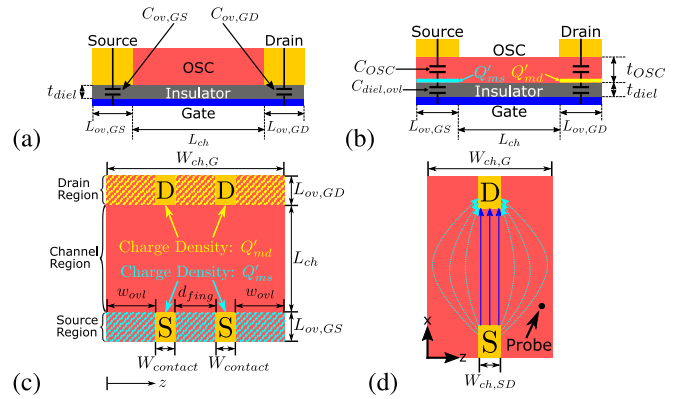 C_{ov,GS} C_{ov,GD}
Source Drain
OSC
t_{diel}
Insulator
L_{ov,GS} Gate L_{ov,GD}
L_{ch}
(a)
Source OSC Drain
C_{OSC} Q'_{ms} Q'_{md} t_{OSC}
C_{diel,ovl} Insulator t_{diel}
L_{ov,GS} Gate L_{ov,GD}
L_{ch}
(b)
W_{ch,G}
Drain
Region
D D
L_{ov,GD}
Channel
Region
Charge Density: Q'_{md}
Charge Density: Q'_{ms}
L_{ch}
w_{ovl} d_{fing} w_{ovl}
Source
Region
S S
L_{ov,GS}
W_{contact} W_{contact}
(c)
z
W_{ch,G}
D
x
z
S
Probe
W_{ch,SD}
(d)